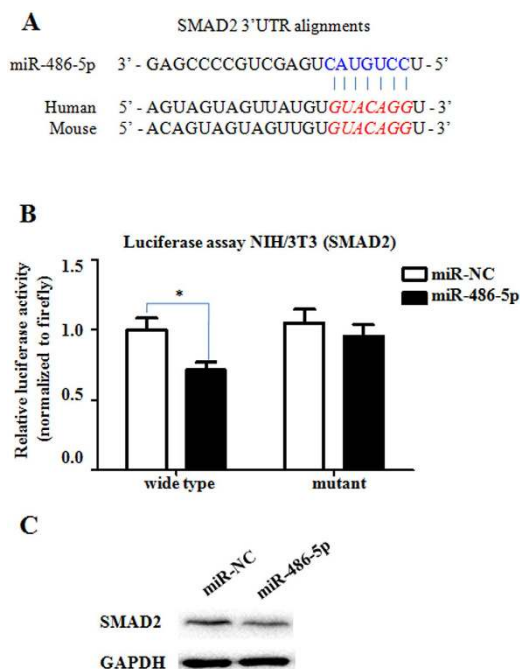 A
SMAD2 3'UTR alignments
miR-486-5p 3' - GAGCCCCGUCGAGUCAUGUCCU - 5'
Human 5' - AGUAGUAGUUAUGUGUACAGGU - 3'
Mouse 5' - ACAGUAGUAGUUGUGUACAGGU - 3'
B
Luciferase assay NIH/3T3 (SMAD2)
Relative luciferase activity
(normalized to firefly)
1.5
1.0
0.5
0.0
*
miR-NC
miR-486-5p
wide type mutant
C
miR-NC miR-486-5p
SMAD2
GAPDH